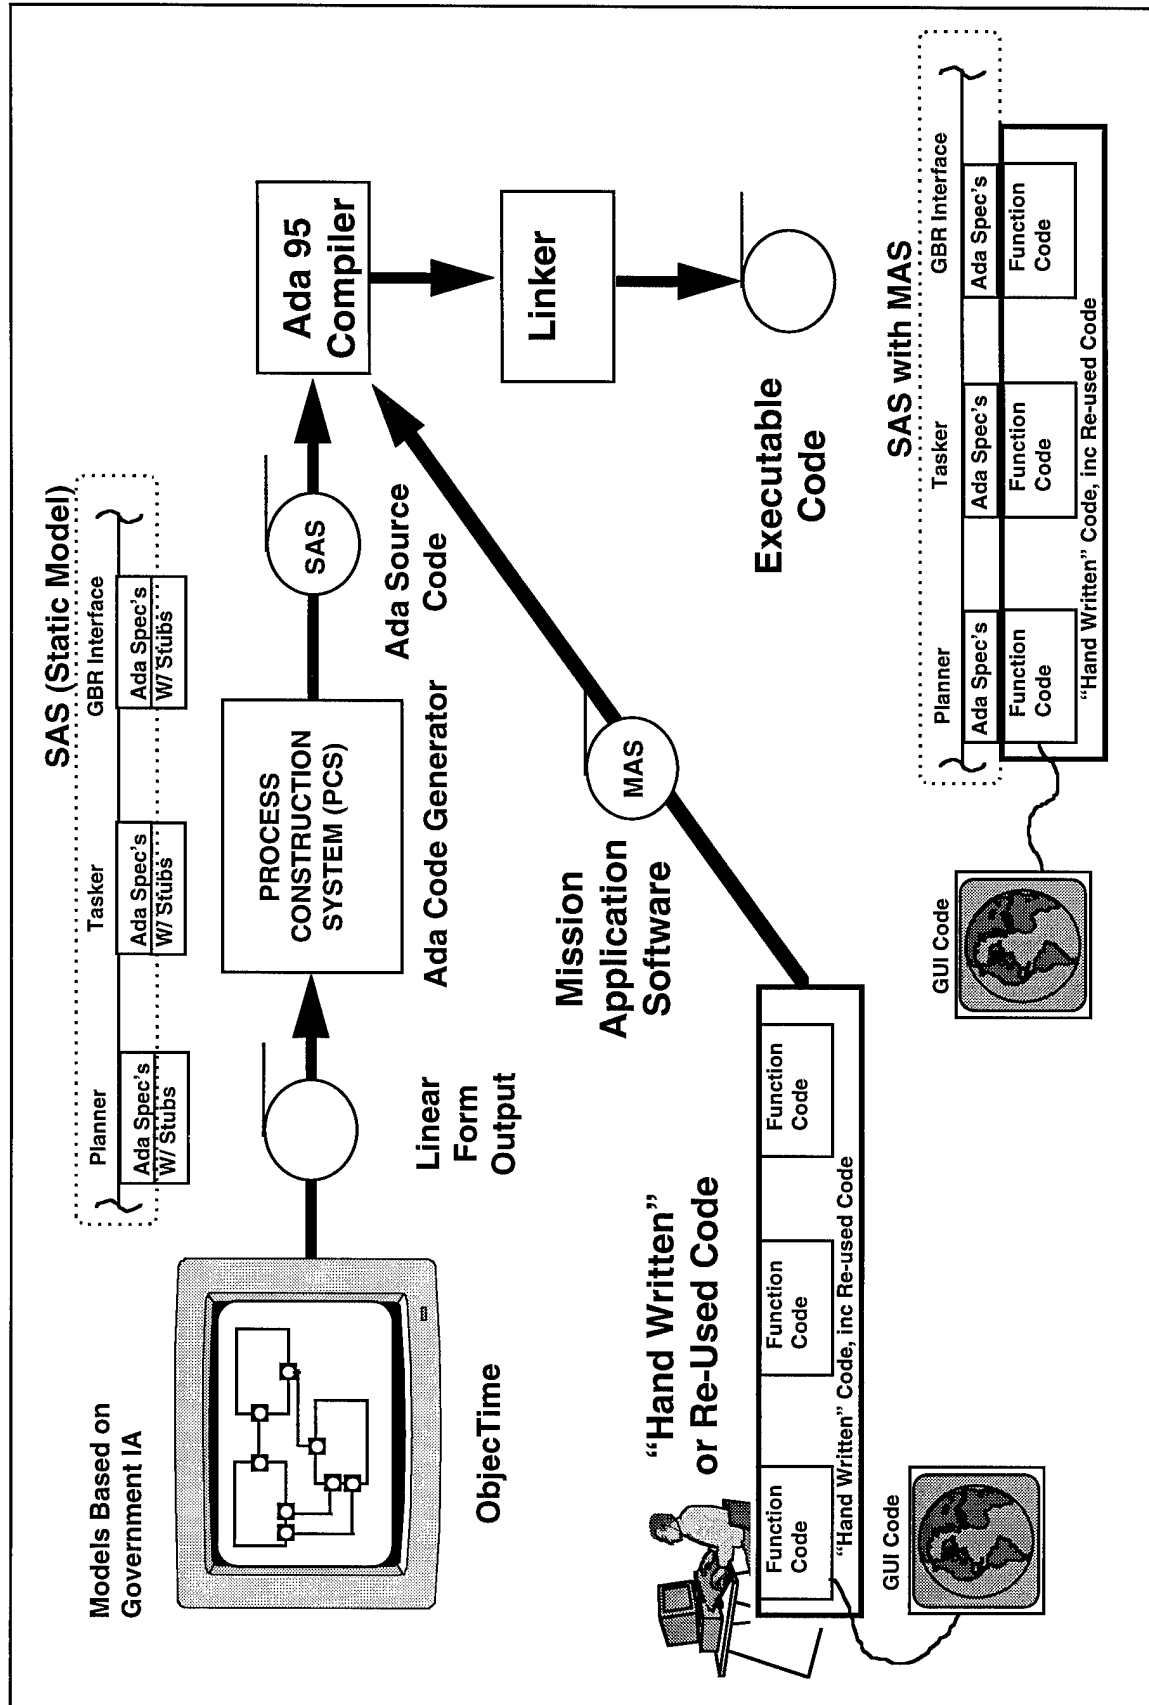 Models Based on
Government IA
ObjecTime
SAS (Static Model)
Planner
Tasker
GBR Interface
Ada Spec's
W/ Stubs
Ada Spec's
W/ Stubs
Ada Spec's
W/ Stubs
Linear
Form
Output
PROCESS
CONSTRUCTION
SYSTEM (PCS)
Ada Code Generator
SAS
Ada Source
Code
Ada 95
Compiler
Linker
Executable
Code
Mission
Application
Software
MAS
"Hand Written"
or Re-Used Code
Function
Code
Function
Code
Function
Code
"Hand Written" Code, inc Re-used Code
GUI Code
SAS with MAS
Planner
Tasker
GBR Interface
Ada Spec's
Ada Spec's
Ada Spec's
Function
Code
Function
Code
Function
Code
"Hand Written" Code, inc Re-used Code
GUI Code